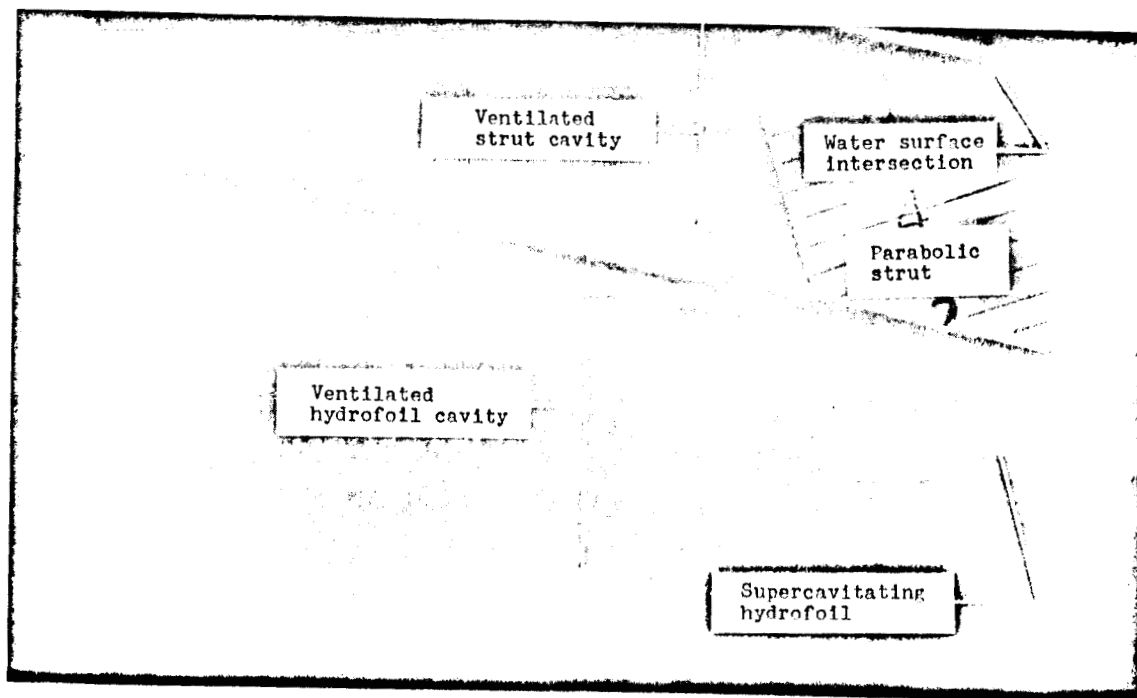 Ventilated
strut cavity
Water surface
intersection
Parabolic
strut
Ventilated
hydrofoil cavity
Supercavitating
hydrofoil